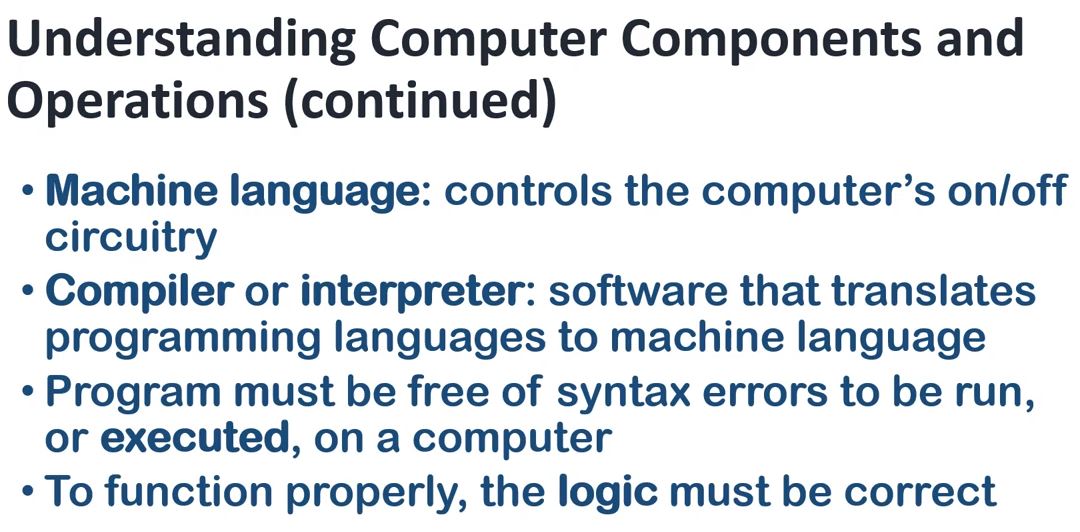 Understanding Computer Components and
Operations (continued)
• Machine language: controls the computer’s on/off
circuitry
• Compiler or interpreter: software that translates
programming languages to machine language
• Program must be free of syntax errors to be run,
or executed, on a computer
• To function properly, the logic must be correct